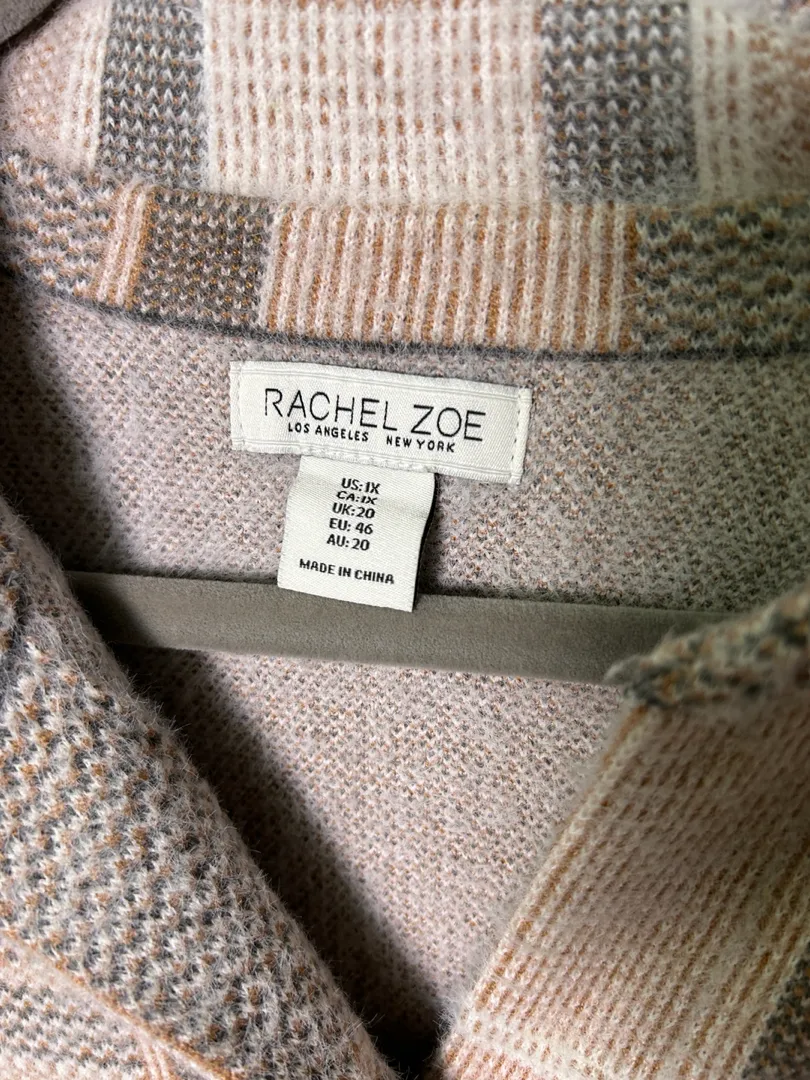 RACHEL ZOE
LOS ANGELES NEW YORK
US: 1X
CA: 1X
UK: 20
EU: 46
AU: 20
MADE IN CHINA